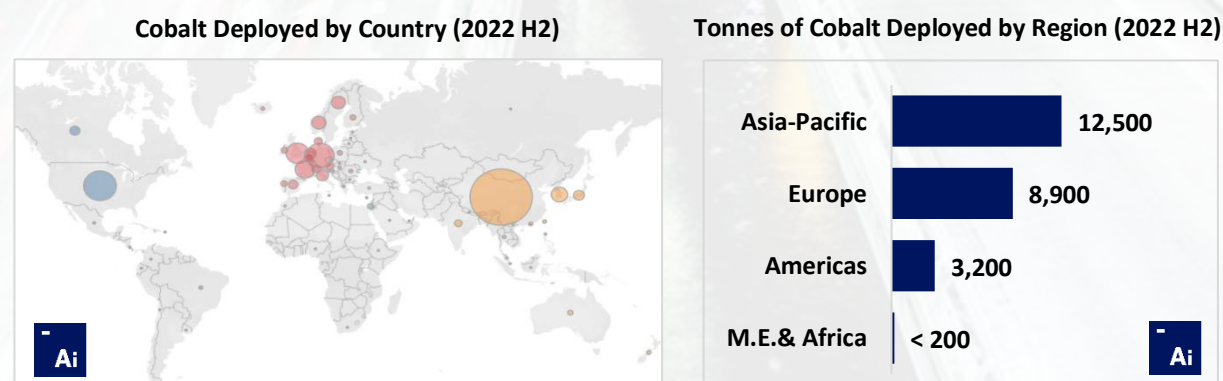 Cobalt Deployed by Country (2022 H2)
Tonnes of Cobalt Deployed by Region (2022 H2)
Ai
Asia-Pacific 12,500
Europe 8,900
Americas 3,200
M.E.& Africa < 200
Ai